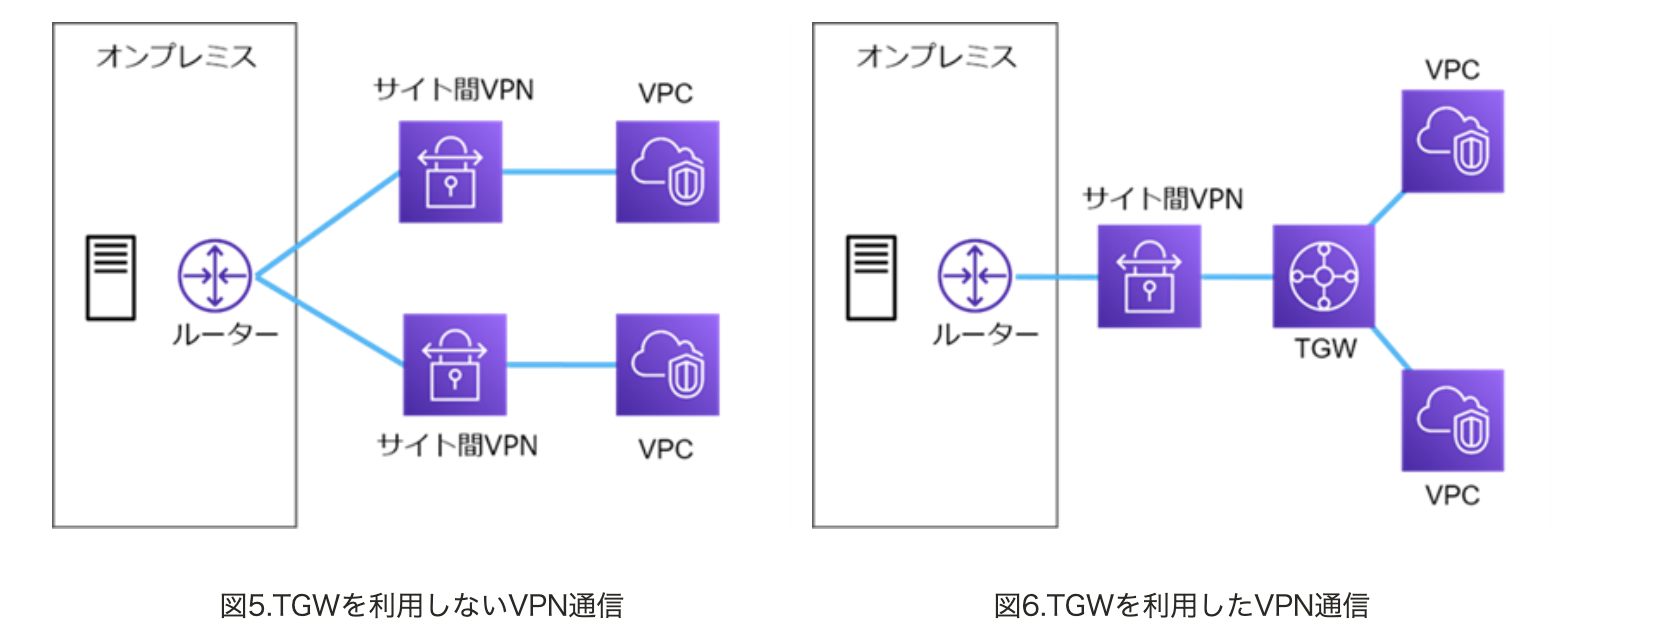 オンプレミス
サイト間VPN
VPC
ルーター
サイト間VPN
VPC
図5.TGWを利用しないVPN通信
オンプレミス
VPC
サイト間VPN
ルーター
TGW
VPC
図6.TGWを利用したVPN通信